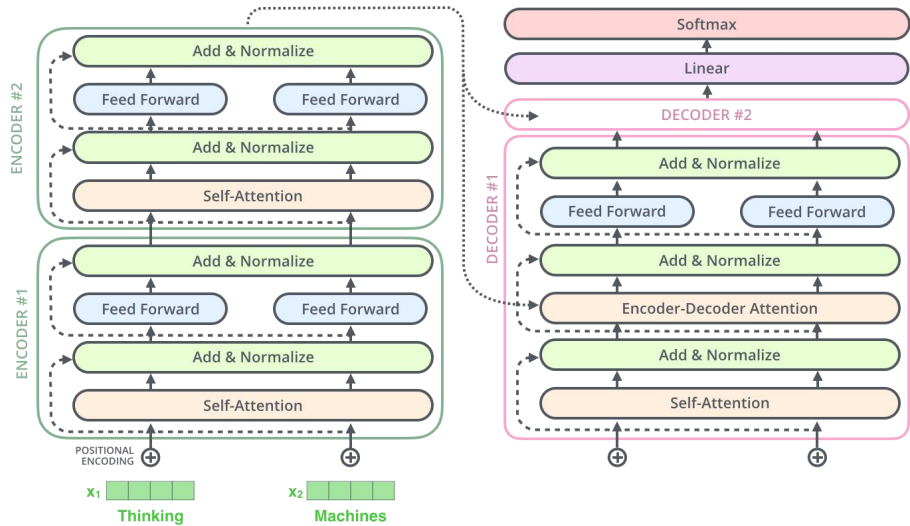 ENCODER #2
Add & Normalize
Feed Forward
Feed Forward
Add & Normalize
Self-Attention
ENCODER #1
Add & Normalize
Feed Forward
Feed Forward
Add & Normalize
Self-Attention
POSITIONAL
ENCODING
x₁
x₂
Thinking
Machines
Softmax
Linear
DECODER #2
DECODER #1
Add & Normalize
Feed Forward
Feed Forward
Add & Normalize
Encoder-Decoder Attention
Add & Normalize
Self-Attention